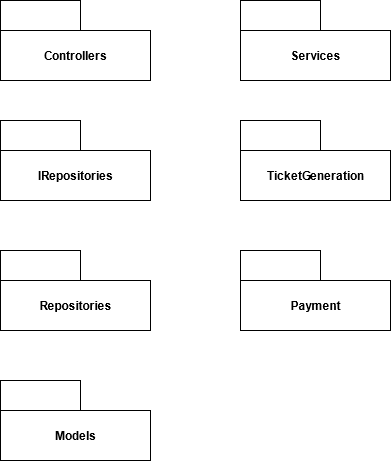 Controllers
Services
IRepositories
TicketGeneration
Repositories
Payment
Models